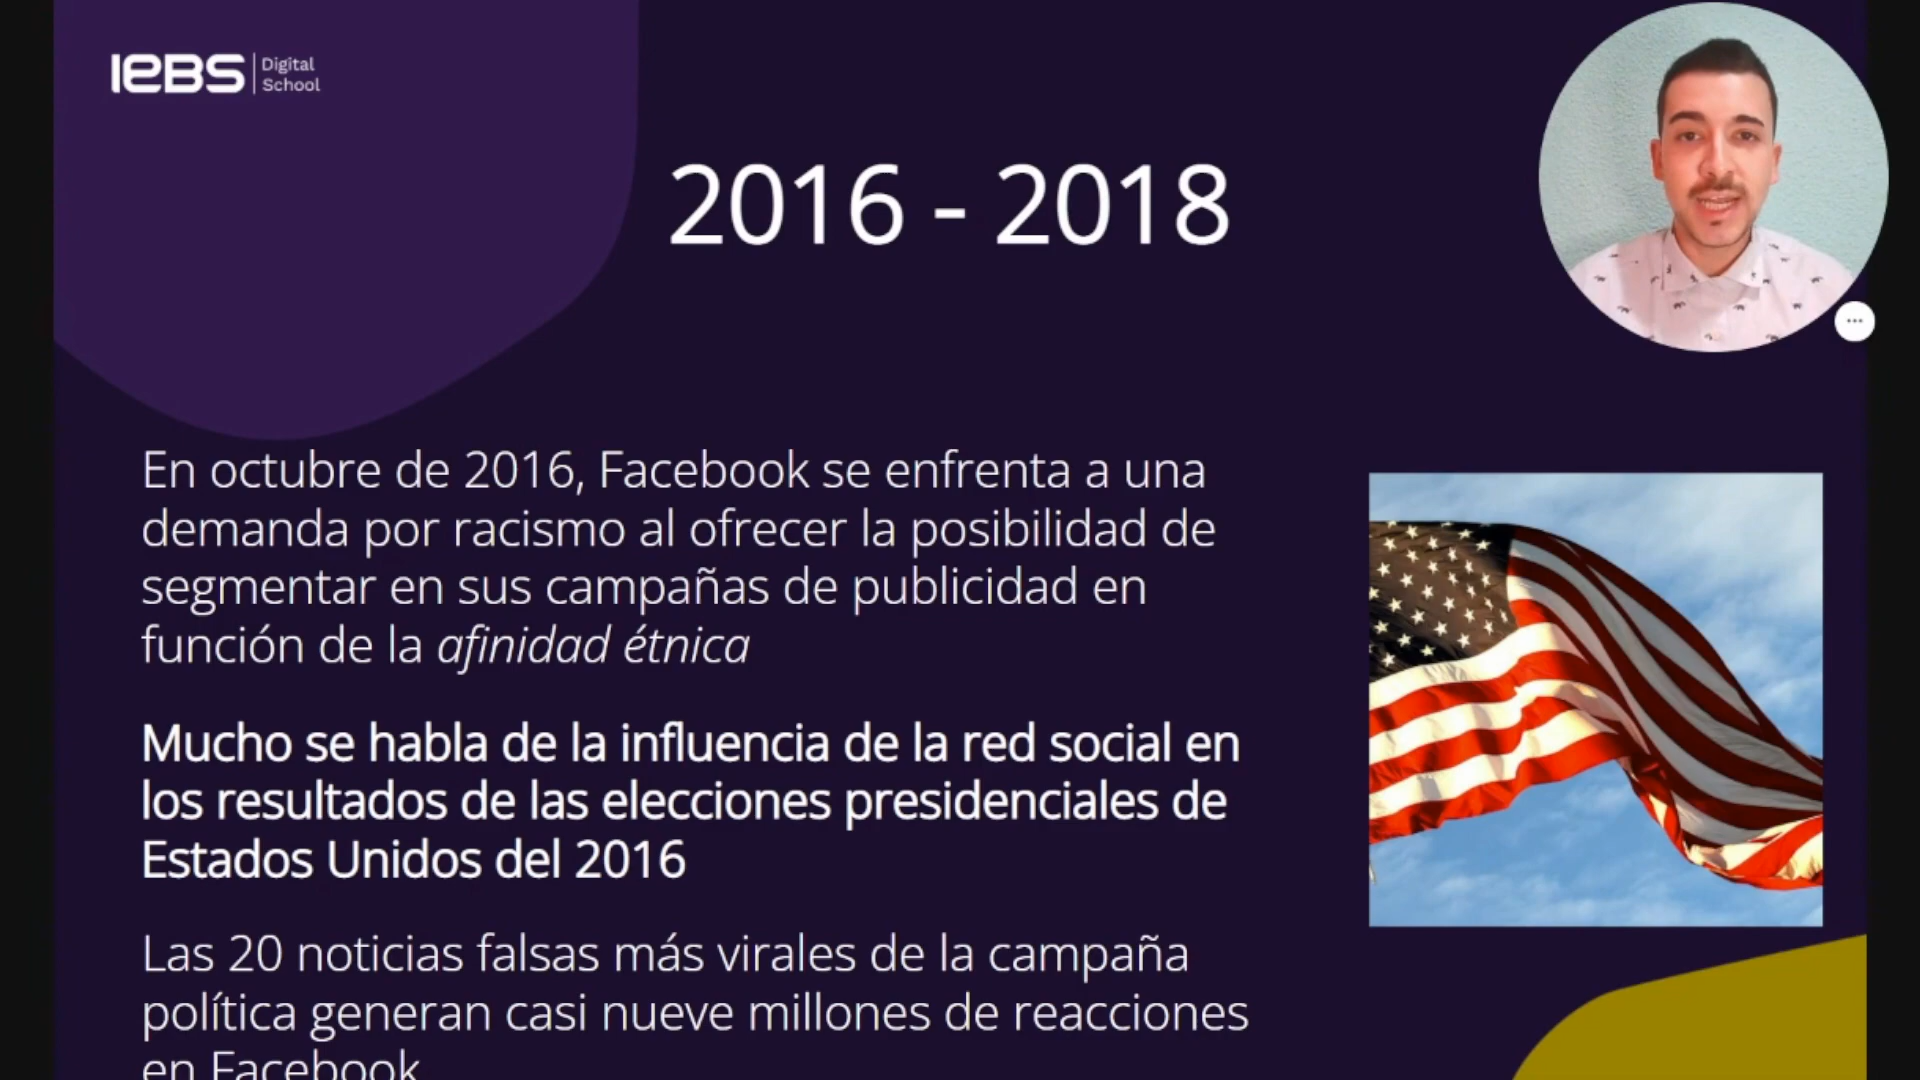 IEBS Digital School
2016 - 2018
En octubre de 2016, Facebook se enfrenta a una
demanda por racismo al ofrecer la posibilidad de
segmentar en sus campañas de publicidad en
función de la afinidad étnica
Mucho se habla de la influencia de la red social en
los resultados de las elecciones presidenciales de
Estados Unidos del 2016
Las 20 noticias falsas más virales de la campaña
política generan casi nueve millones de reacciones
en Facebook